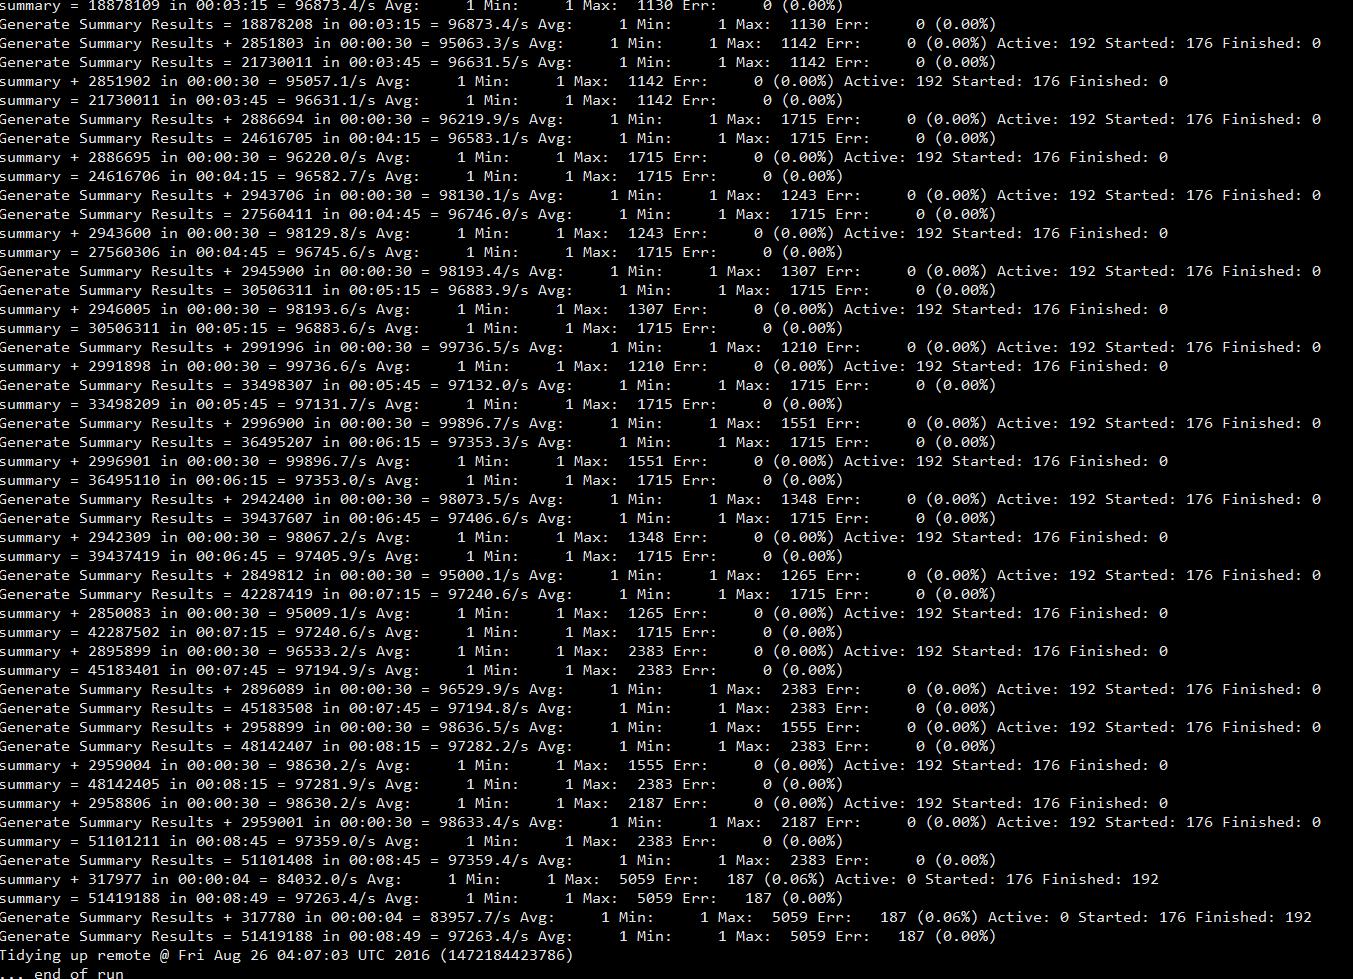 summary = 18878109 in 00:03:15 = 96873.4/s Avg: 1 Min: 1 Max: 1130 Err: 0 (0.00%)
Generate Summary Results = 18878208 in 00:03:15 = 96873.4/s Avg: 1 Min: 1 Max: 1130 Err: 0 (0.00%)
Generate Summary Results + 2851803 in 00:00:30 = 95063.3/s Avg: 1 Min: 1 Max: 1142 Err: 0 (0.00%) Active: 192 Started: 176 Finished: 0
Generate Summary Results = 21730011 in 00:03:45 = 96631.5/s Avg: 1 Min: 1 Max: 1142 Err: 0 (0.00%)
summary + 2851902 in 00:00:30 = 95057.1/s Avg: 1 Min: 1 Max: 1142 Err: 0 (0.00%) Active: 192 Started: 176 Finished: 0
summary = 21730011 in 00:03:45 = 96631.1/s Avg: 1 Min: 1 Max: 1142 Err: 0 (0.00%)
Generate Summary Results + 2886694 in 00:00:30 = 96219.9/s Avg: 1 Min: 1 Max: 1715 Err: 0 (0.00%) Active: 192 Started: 176 Finished: 0
Generate Summary Results = 24616705 in 00:04:15 = 96583.1/s Avg: 1 Min: 1 Max: 1715 Err: 0 (0.00%)
summary + 2886695 in 00:00:30 = 96220.0/s Avg: 1 Min: 1 Max: 1715 Err: 0 (0.00%) Active: 192 Started: 176 Finished: 0
summary = 24616706 in 00:04:15 = 96582.7/s Avg: 1 Min: 1 Max: 1715 Err: 0 (0.00%)
Generate Summary Results + 2943706 in 00:00:30 = 98130.1/s Avg: 1 Min: 1 Max: 1243 Err: 0 (0.00%) Active: 192 Started: 176 Finished: 0
Generate Summary Results = 27560411 in 00:04:45 = 96746.0/s Avg: 1 Min: 1 Max: 1715 Err: 0 (0.00%)
summary + 2943600 in 00:00:30 = 98129.8/s Avg: 1 Min: 1 Max: 1243 Err: 0 (0.00%) Active: 192 Started: 176 Finished: 0
summary = 27560306 in 00:04:45 = 96745.6/s Avg: 1 Min: 1 Max: 1715 Err: 0 (0.00%)
Generate Summary Results + 2945900 in 00:00:30 = 98193.4/s Avg: 1 Min: 1 Max: 1307 Err: 0 (0.00%) Active: 192 Started: 176 Finished: 0
Generate Summary Results = 30506311 in 00:05:15 = 96883.9/s Avg: 1 Min: 1 Max: 1715 Err: 0 (0.00%)
summary + 2946005 in 00:00:30 = 98193.6/s Avg: 1 Min: 1 Max: 1307 Err: 0 (0.00%) Active: 192 Started: 176 Finished: 0
summary = 30506311 in 00:05:15 = 96883.6/s Avg: 1 Min: 1 Max: 1715 Err: 0 (0.00%)
Generate Summary Results + 2991996 in 00:00:30 = 99736.5/s Avg: 1 Min: 1 Max: 1210 Err: 0 (0.00%) Active: 192 Started: 176 Finished: 0
summary + 2991898 in 00:00:30 = 99736.6/s Avg: 1 Min: 1 Max: 1210 Err: 0 (0.00%) Active: 192 Started: 176 Finished: 0
Generate Summary Results = 33498307 in 00:05:45 = 97132.0/s Avg: 1 Min: 1 Max: 1715 Err: 0 (0.00%)
summary = 33498209 in 00:05:45 = 97131.7/s Avg: 1 Min: 1 Max: 1715 Err: 0 (0.00%)
Generate Summary Results + 2996900 in 00:00:30 = 99896.7/s Avg: 1 Min: 1 Max: 1551 Err: 0 (0.00%) Active: 192 Started: 176 Finished: 0
Generate Summary Results = 36495207 in 00:06:15 = 97353.3/s Avg: 1 Min: 1 Max: 1715 Err: 0 (0.00%)
summary + 2996901 in 00:00:30 = 99896.7/s Avg: 1 Min: 1 Max: 1551 Err: 0 (0.00%) Active: 192 Started: 176 Finished: 0
summary = 36495110 in 00:06:15 = 97353.0/s Avg: 1 Min: 1 Max: 1715 Err: 0 (0.00%)
Generate Summary Results + 2942400 in 00:00:30 = 98073.5/s Avg: 1 Min: 1 Max: 1348 Err: 0 (0.00%) Active: 192 Started: 176 Finished: 0
Generate Summary Results = 39437607 in 00:06:45 = 97406.6/s Avg: 1 Min: 1 Max: 1715 Err: 0 (0.00%)
summary + 2942309 in 00:00:30 = 98067.2/s Avg: 1 Min: 1 Max: 1348 Err: 0 (0.00%) Active: 192 Started: 176 Finished: 0
summary = 39437419 in 00:06:45 = 97405.9/s Avg: 1 Min: 1 Max: 1715 Err: 0 (0.00%)
Generate Summary Results + 2849812 in 00:00:30 = 95000.1/s Avg: 1 Min: 1 Max: 1265 Err: 0 (0.00%) Active: 192 Started: 176 Finished: 0
Generate Summary Results = 42287419 in 00:07:15 = 97240.6/s Avg: 1 Min: 1 Max: 1715 Err: 0 (0.00%)
summary + 2850083 in 00:00:30 = 95009.1/s Avg: 1 Min: 1 Max: 1265 Err: 0 (0.00%) Active: 192 Started: 176 Finished: 0
summary = 42287502 in 00:07:15 = 97240.6/s Avg: 1 Min: 1 Max: 1715 Err: 0 (0.00%)
summary + 2895899 in 00:00:30 = 96533.2/s Avg: 1 Min: 1 Max: 2383 Err: 0 (0.00%) Active: 192 Started: 176 Finished: 0
summary = 45183401 in 00:07:45 = 97194.9/s Avg: 1 Min: 1 Max: 2383 Err: 0 (0.00%)
Generate Summary Results + 2896089 in 00:00:30 = 96529.9/s Avg: 1 Min: 1 Max: 2383 Err: 0 (0.00%) Active: 192 Started: 176 Finished: 0
Generate Summary Results = 45183508 in 00:07:45 = 97194.8/s Avg: 1 Min: 1 Max: 2383 Err: 0 (0.00%)
Generate Summary Results + 2958899 in 00:00:30 = 98636.5/s Avg: 1 Min: 1 Max: 1555 Err: 0 (0.00%) Active: 192 Started: 176 Finished: 0
Generate Summary Results = 48142407 in 00:08:15 = 97282.2/s Avg: 1 Min: 1 Max: 2383 Err: 0 (0.00%)
summary + 2959004 in 00:00:30 = 98630.2/s Avg: 1 Min: 1 Max: 1555 Err: 0 (0.00%) Active: 192 Started: 176 Finished: 0
summary = 48142405 in 00:08:15 = 97281.9/s Avg: 1 Min: 1 Max: 2383 Err: 0 (0.00%)
summary + 2958806 in 00:00:30 = 98630.2/s Avg: 1 Min: 1 Max: 2187 Err: 0 (0.00%) Active: 192 Started: 176 Finished: 0
Generate Summary Results + 2959001 in 00:00:30 = 98633.4/s Avg: 1 Min: 1 Max: 2187 Err: 0 (0.00%) Active: 192 Started: 176 Finished: 0
summary = 51101211 in 00:08:45 = 97359.0/s Avg: 1 Min: 1 Max: 2383 Err: 0 (0.00%)
Generate Summary Results = 51101408 in 00:08:45 = 97359.4/s Avg: 1 Min: 1 Max: 2383 Err: 0 (0.00%)
summary + 317977 in 00:00:04 = 84032.0/s Avg: 1 Min: 1 Max: 5059 Err: 187 (0.06%) Active: 0 Started: 176 Finished: 192
summary = 51419188 in 00:08:49 = 97263.4/s Avg: 1 Min: 1 Max: 5059 Err: 187 (0.00%)
Generate Summary Results + 317780 in 00:00:04 = 83957.7/s Avg: 1 Min: 1 Max: 5059 Err: 187 (0.06%) Active: 0 Started: 176 Finished: 192
Generate Summary Results = 51419188 in 00:08:49 = 97263.4/s Avg: 1 Min: 1 Max: 5059 Err: 187 (0.00%)
Tidying up remote @ Fri Aug 26 04:07:03 UTC 2016 (1472184423786)
... end of run